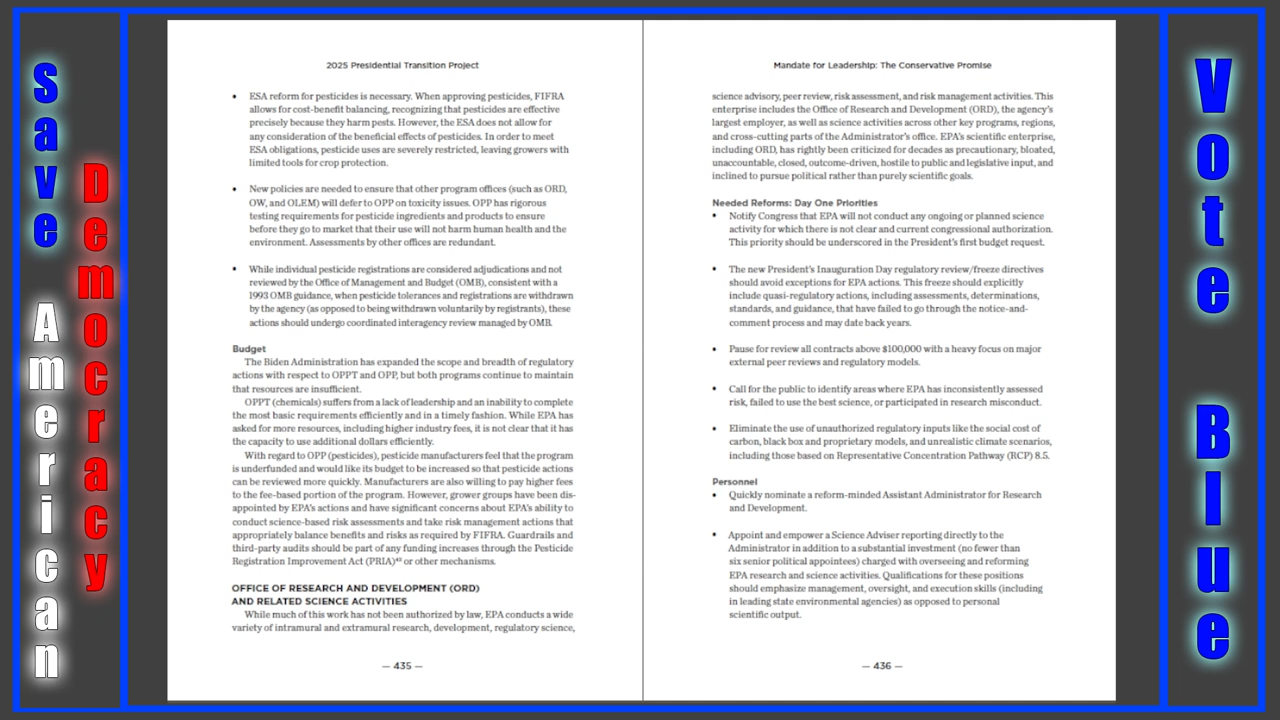 Save
American
Democracy
2025 Presidential Transition Project
• ESA reform for pesticides is necessary. When approving pesticides, FIFRA
allows for cost-benefit balancing, recognizing that pesticides are effective
precisely because they harm pests. However, the ESA does not allow for
any consideration of the beneficial effects of pesticides. In order to meet
ESA obligations, pesticide uses are severely restricted, leaving growers with
limited tools for crop protection.
• New policies are needed to ensure that other program offices (such as ORD,
OW, and OLEM) will defer to OPP on toxicity issues. OPP has rigorous
testing requirements for pesticide ingredients and products to ensure
before they go to market that their use will not harm human health and the
environment. Assessments by other offices are redundant.
• While individual pesticide registrations are considered adjudications and not
reviewed by the Office of Management and Budget (OMB), consistent with a
1993 OMB guidance, when pesticide tolerances and registrations are withdrawn
by the agency (as opposed to being withdrawn voluntarily by registrants), these
actions should undergo coordinated interagency review managed by OMB.
Budget
The Biden Administration has expanded the scope and breadth of regulatory
actions with respect to OPPT and OPP, but both programs continue to maintain
that resources are insufficient.
OPPT (chemicals) suffers from a lack of leadership and an inability to complete
the most basic requirements efficiently and in a timely fashion. While EPA has
asked for more resources, including higher industry fees, it is not clear that it has
the capacity to use additional dollars efficiently.
With regard to OPP (pesticides), pesticide manufacturers feel that the program
is underfunded and would like its budget to be increased so that pesticide actions
can be reviewed more quickly. Manufacturers are also willing to pay higher fees
to the fee-based portion of the program. However, grower groups have been dis-
appointed by EPA's actions and have significant concerns about EPA's ability to
conduct science-based risk assessments and take risk management actions that
appropriately balance benefits and risks as required by FIFRA. Guardrails and
third-party audits should be part of any funding increases through the Pesticide
Registration Improvement Act (PRIA)⁴² or other mechanisms.
OFFICE OF RESEARCH AND DEVELOPMENT (ORD)
AND RELATED SCIENCE ACTIVITIES
While much of this work has not been authorized by law, EPA conducts a wide
variety of intramural and extramural research, development, regulatory science,
— 435 —
Mandate for Leadership: The Conservative Promise
science advisory, peer review, risk assessment, and risk management activities. This
enterprise includes the Office of Research and Development (ORD), the agency's
largest employer, as well as science activities across other key programs, regions,
and cross-cutting parts of the Administrator's office. EPA's scientific enterprise,
including ORD, has rightly been criticized for decades as precautionary, bloated,
unaccountable, closed, outcome-driven, hostile to public and legislative input, and
inclined to pursue political rather than purely scientific goals.
Needed Reforms: Day One Priorities
• Notify Congress that EPA will not conduct any ongoing or planned science
activity for which there is not clear and current congressional authorization.
This priority should be underscored in the President's first budget request.
• The new President's Inauguration Day regulatory review/freeze directives
should avoid exceptions for EPA actions. This freeze should explicitly
include quasi-regulatory actions, including assessments, determinations,
standards, and guidance, that have failed to go through the notice-and-
comment process and may date back years.
• Pause for review all contracts above $100,000 with a heavy focus on major
external peer reviews and regulatory models.
• Call for the public to identify areas where EPA has inconsistently assessed
risk, failed to use the best science, or participated in research misconduct.
• Eliminate the use of unauthorized regulatory inputs like the social cost of
carbon, black box and proprietary models, and unrealistic climate scenarios,
including those based on Representative Concentration Pathway (RCP) 8.5.
Personnel
• Quickly nominate a reform-minded Assistant Administrator for Research
and Development.
• Appoint and empower a Science Adviser reporting directly to the
Administrator in addition to a substantial investment (no fewer than
six senior political appointees) charged with overseeing and reforming
EPA research and science activities. Qualifications for these positions
should emphasize management, oversight, and execution skills (including
in leading state environmental agencies) as opposed to personal
scientific output.
— 436 —
Vote
Blue